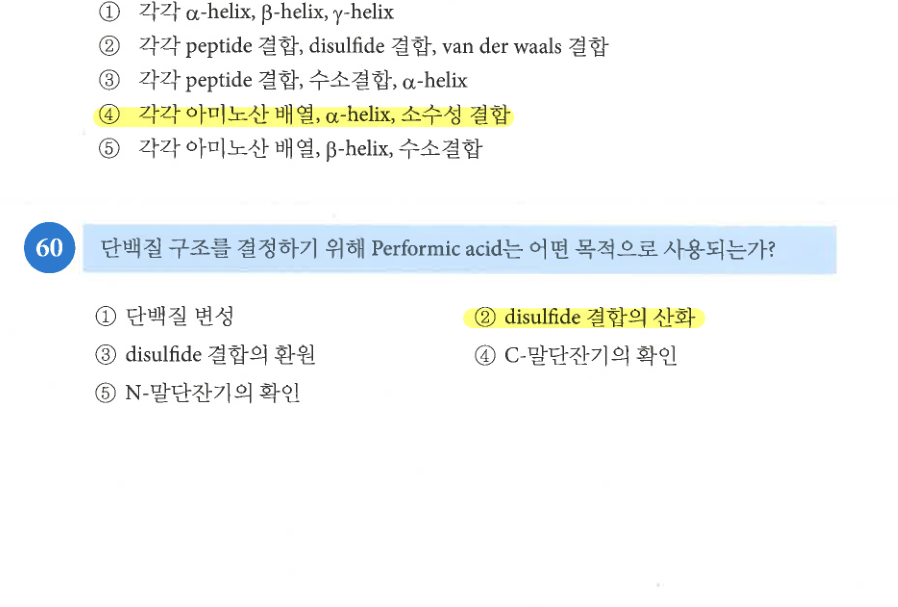 ① 각각 α-helix, β-helix, γ-helix
② 각각 peptide 결합, disulfide 결합, van der waals 결합
③ 각각 peptide 결합, 수소결합, α-helix
④ 각각 아미노산 배열, α-helix, 소수성 결합
⑤ 각각 아미노산 배열, β-helix, 수소결합
60 단백질 구조를 결정하기 위해 Performic acid는 어떤 목적으로 사용되는가?
① 단백질 변성 ② disulfide 결합의 산화
③ disulfide 결합의 환원 ④ C-말단잔기의 확인
⑤ N-말단잔기의 확인